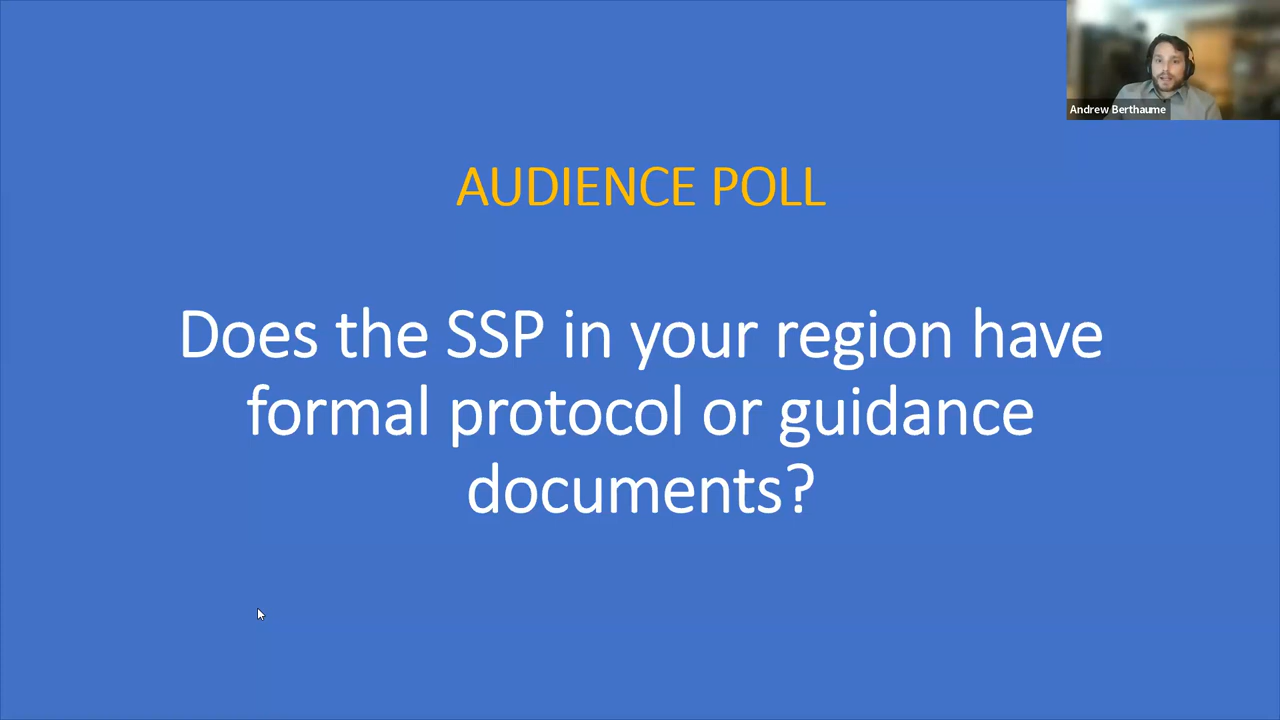 Andrew Berthaume
AUDIENCE POLL
Does the SSP in your region have
formal protocol or guidance
documents?